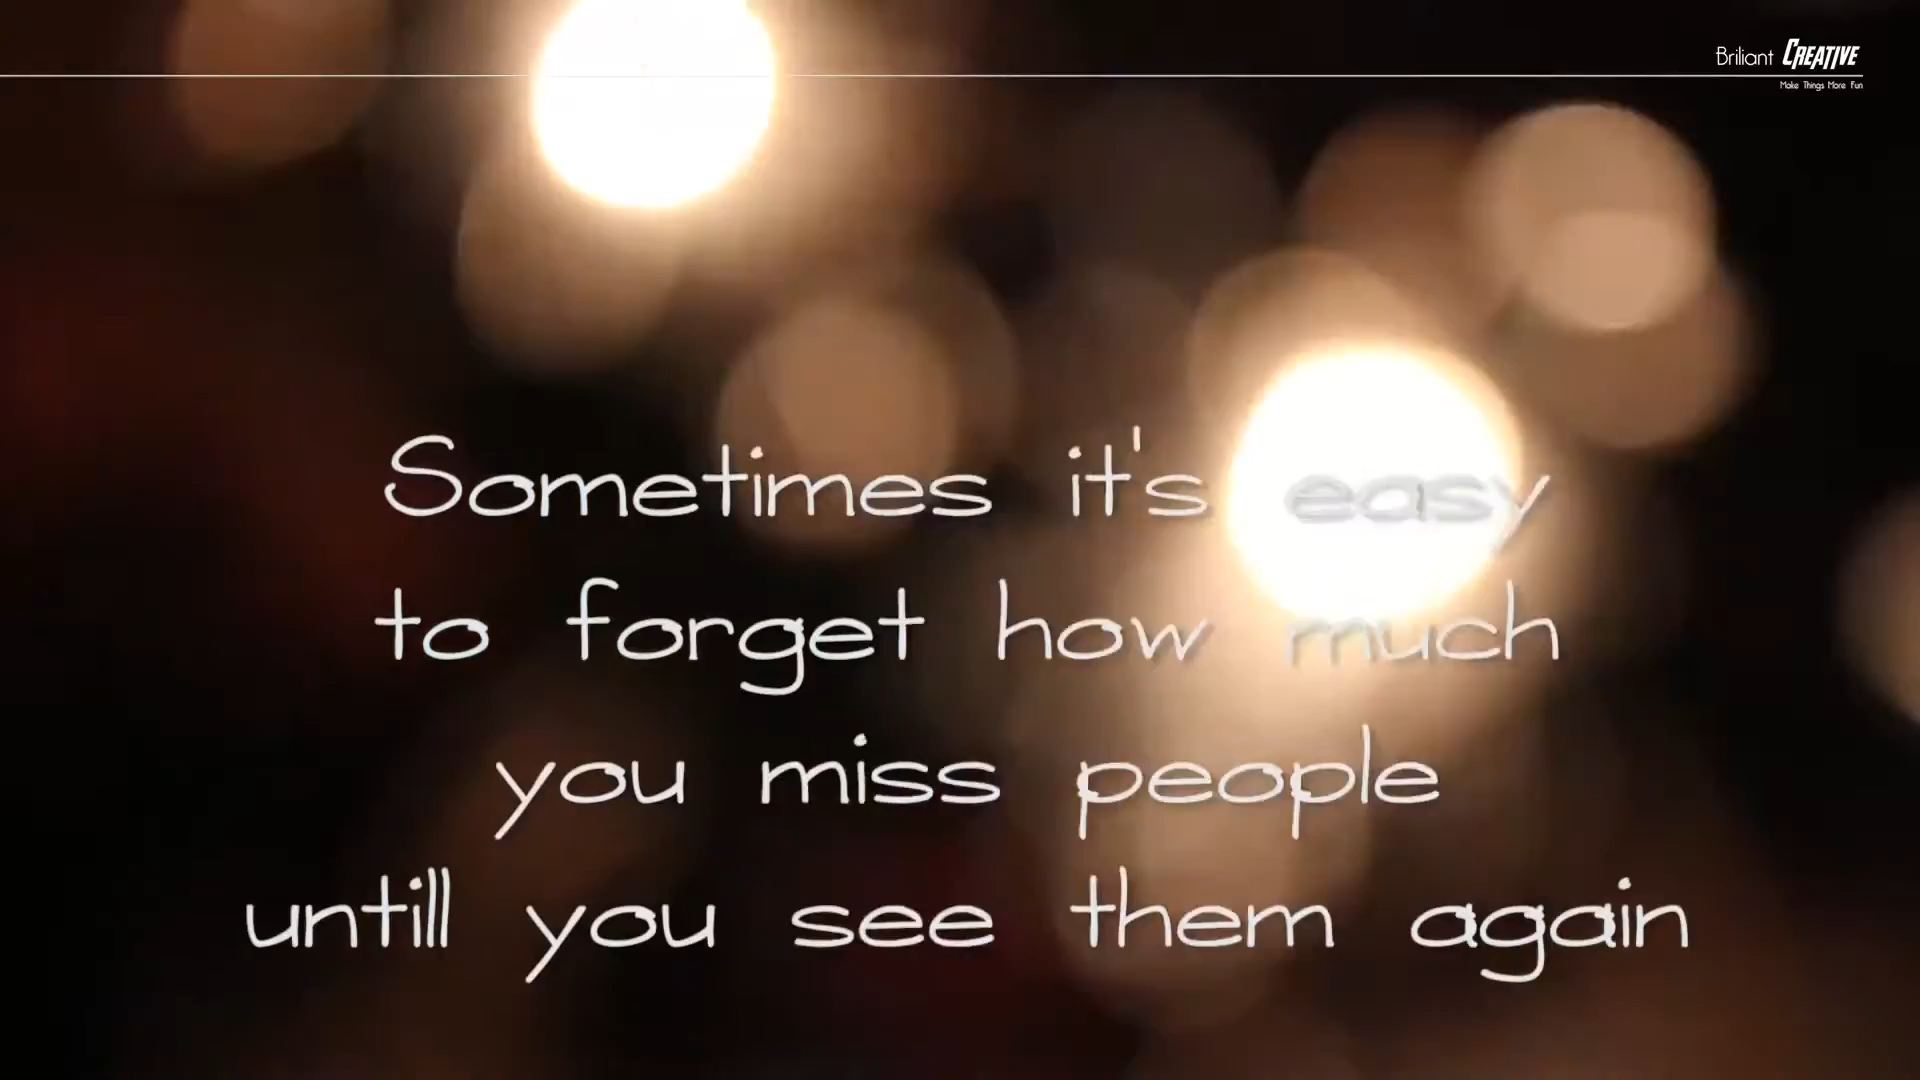 Briliant CREATIVE
Make Things More Fun
Sometimes it's easy
to forget how much
you miss people
untill you see them again